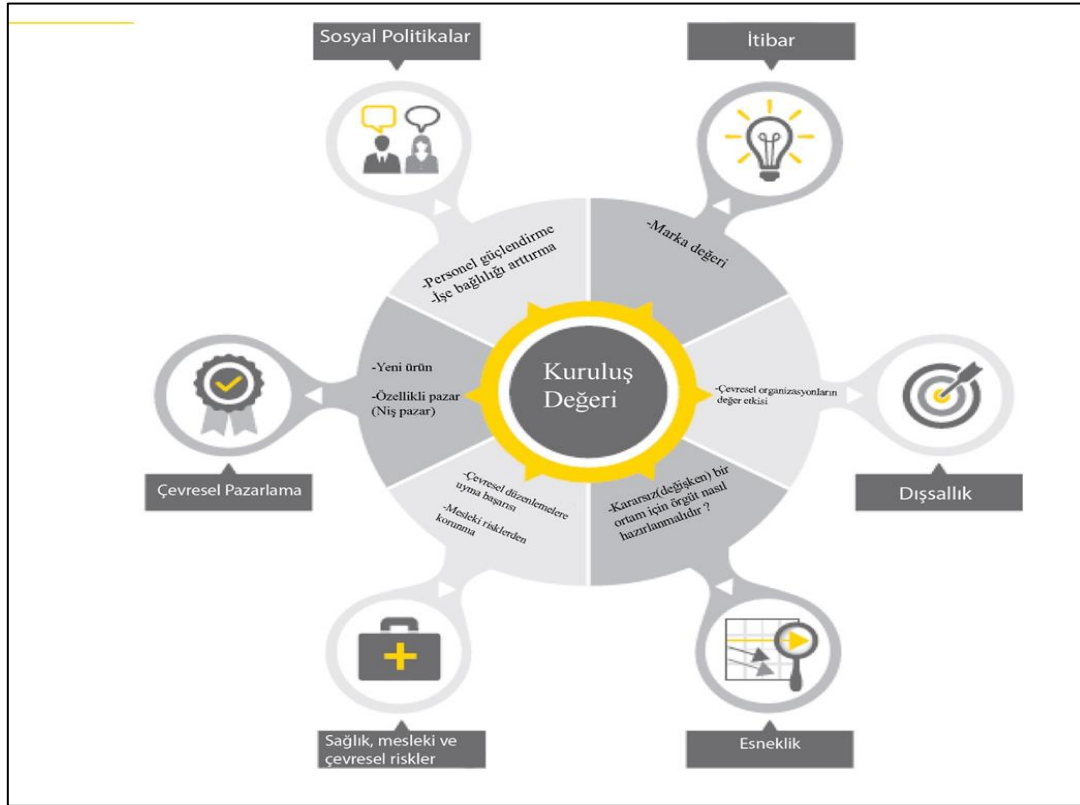 Sosyal Politikalar
İtibar
-Personel güçlendirme
-İşe bağlılığı arttırma
-Marka değeri
Kuruluş
Değeri
-Yeni ürün
-Özellikli pazar
(Niş pazar)
-Çevresel organizasyonların
değer etkisi
Çevresel Pazarlama
Dışsallık
-Çevresel düzenlemelere
uyma başarısı
-Mesleki risklerden
korunma
-Kararsız(değişken) bir
ortam için örgüt nasıl
hazırlanmalıdır ?
Sağlık, mesleki ve
çevresel riskler
Esneklik